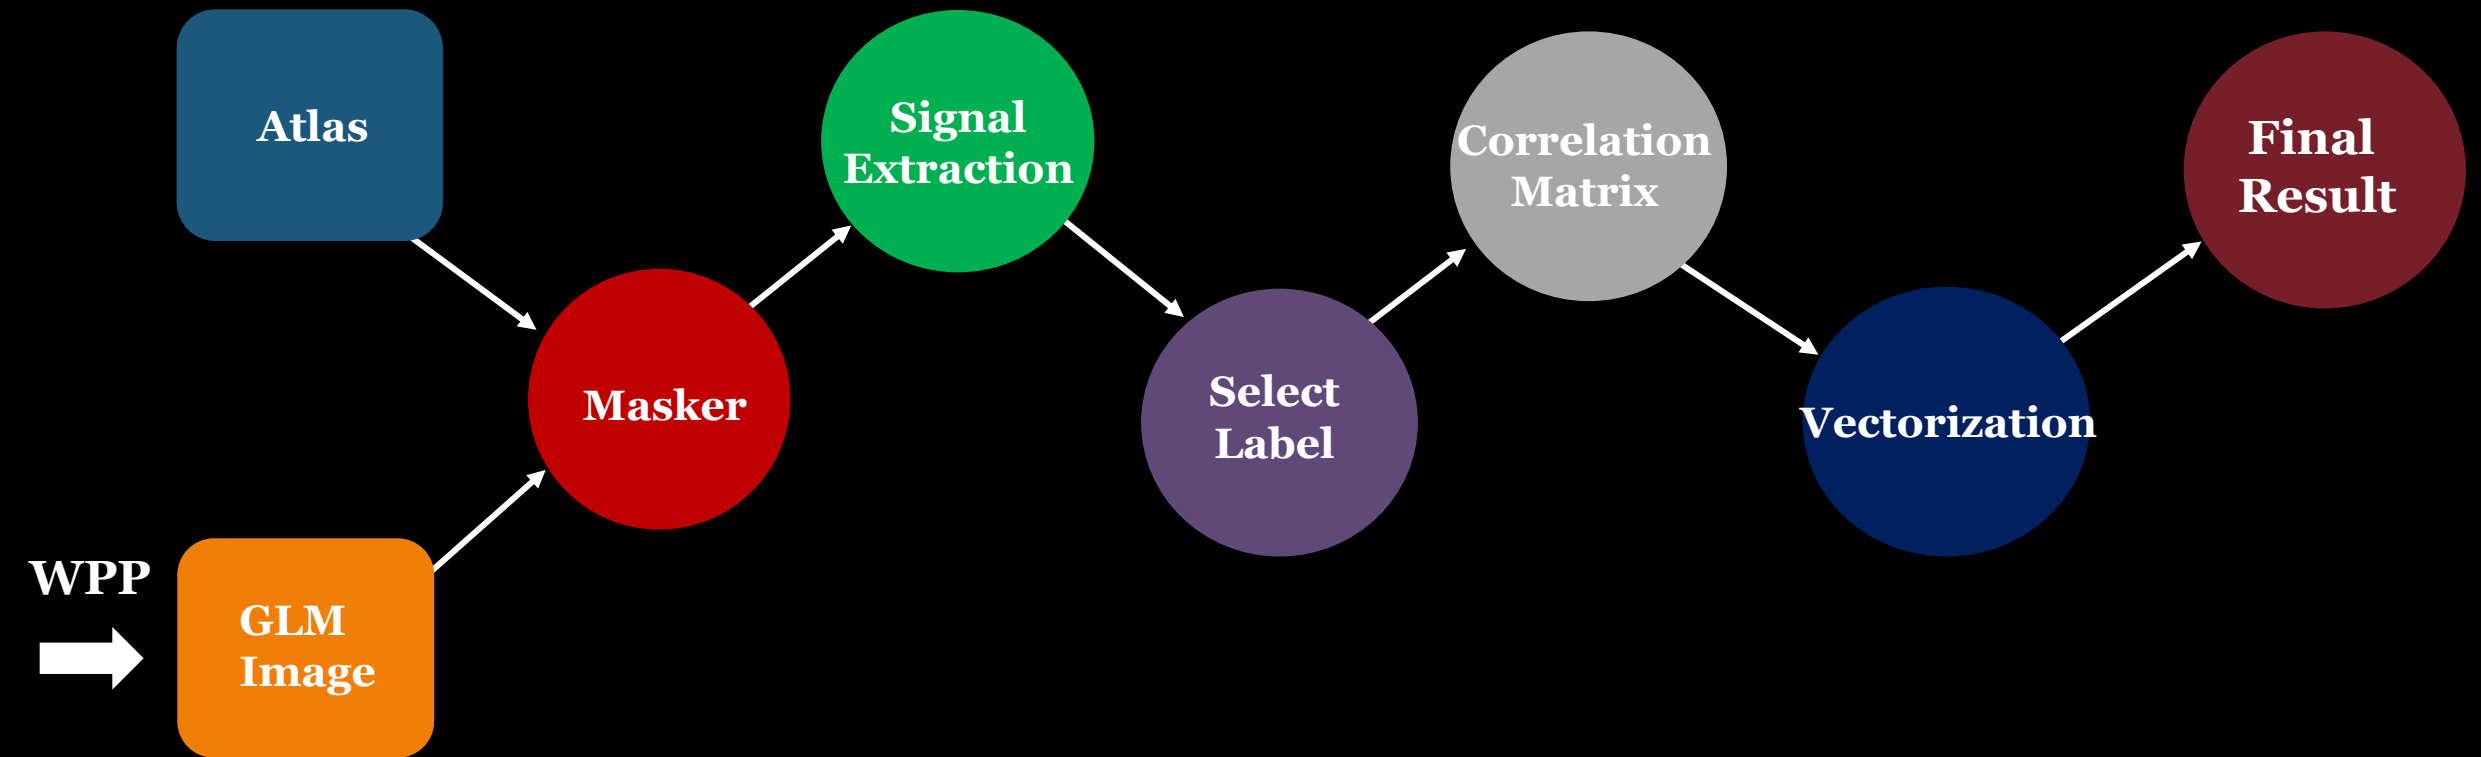 Atlas
WPP
GLM
Image
Masker
Signal
Extraction
Select
Label
Correlation
Matrix
Vectorization
Final
Result